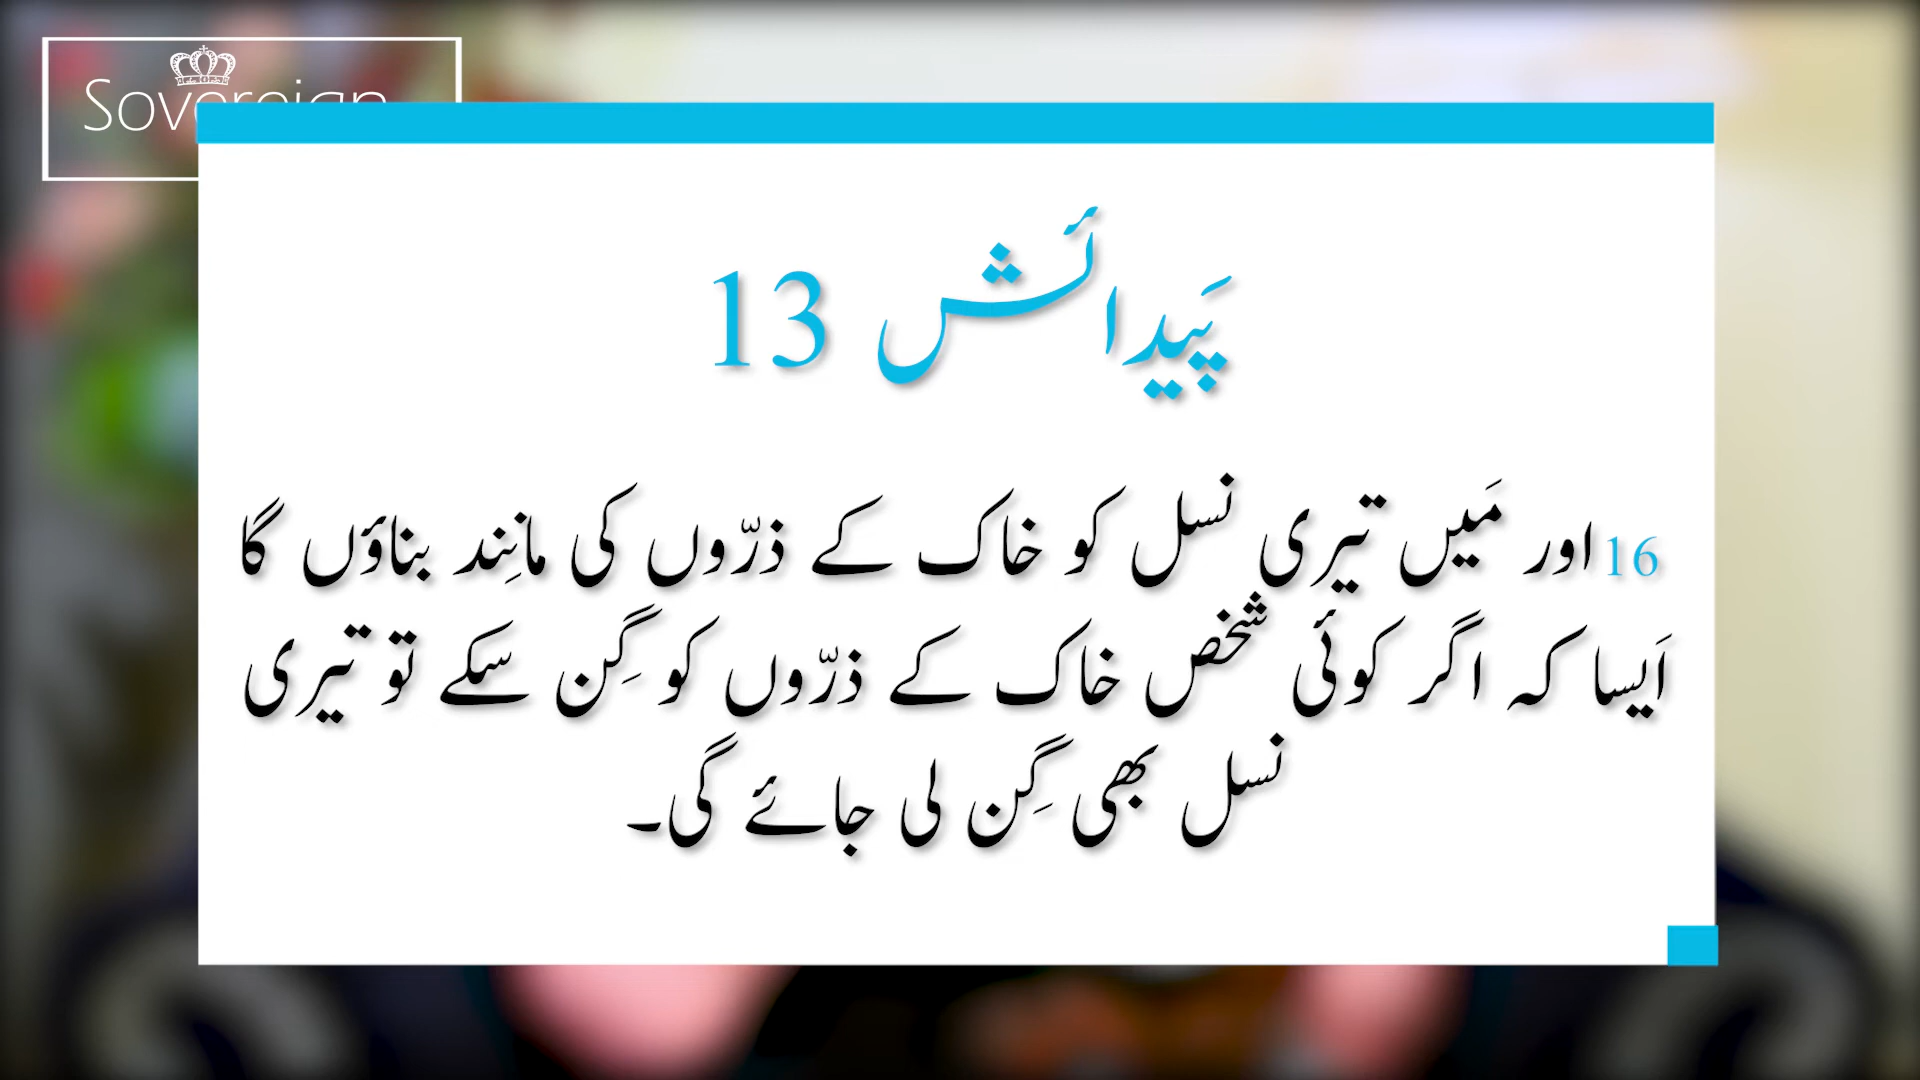 پَیدائش 13
16 اور مَیں تیری نسل کو خاک کے ذرّوں کی مانِند بناؤں گا
اَیسا کہ اگر کوئی شخص خاک کے ذرّوں کو گِن سکے تو تیری
نسل بھی گِن لی جائے گی۔